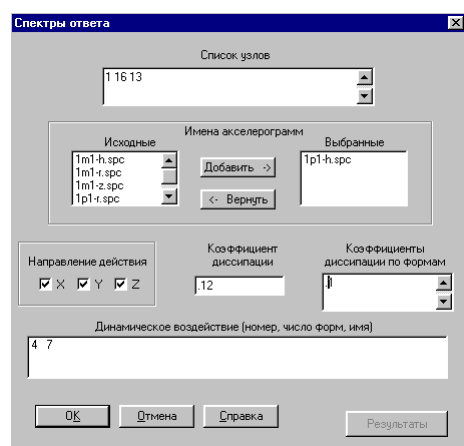 Спектры ответа
Список узлов
1 16 13
Имена акселерограмм
Исходные
Выбранные
1m1-h.spc
1m1-r.spc
1m1-z.spc
1p1-r.spc
Добавить ->
<- Вернуть
1p1-h.spc
Направление действия
X Y Z
Коэффициент
диссипации
.12
Коэффициенты
диссипации по формам
Динамическое воздействие (номер, число форм, имя)
4 7
OK
Отмена
Справка
Результаты